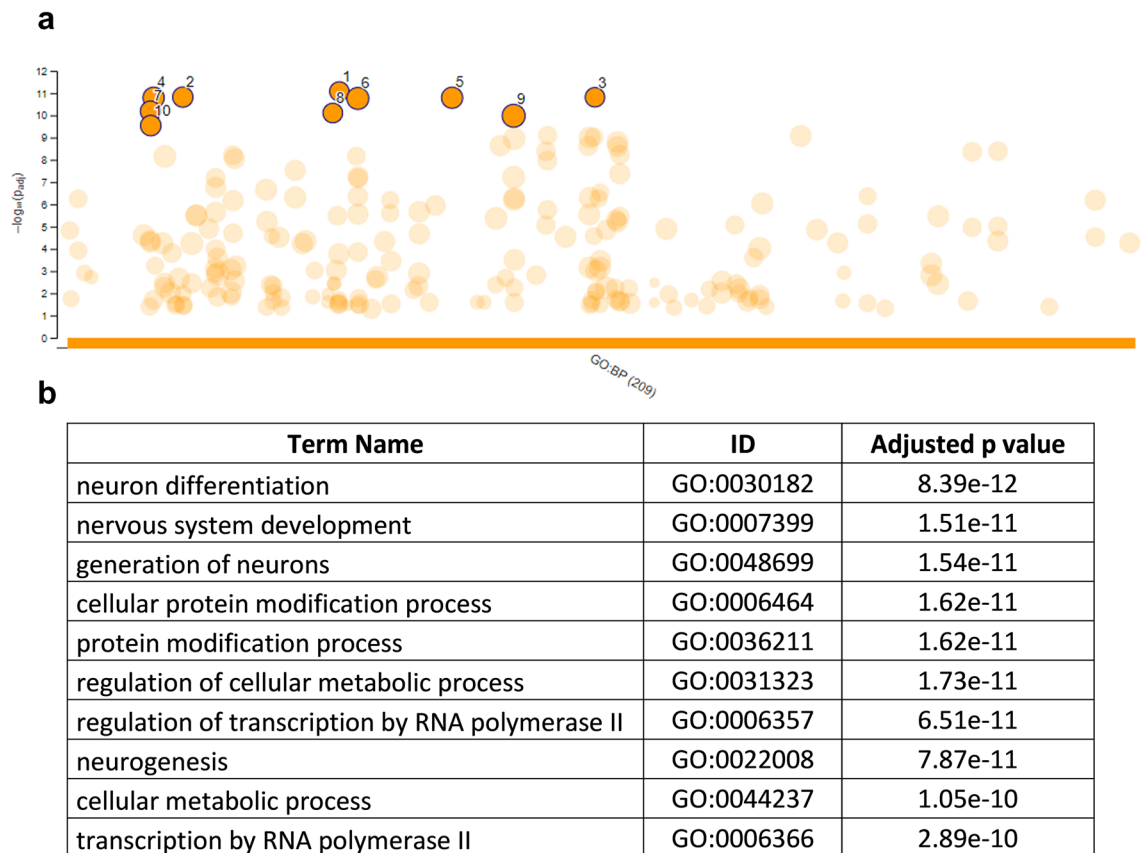 a
12
11
10
9
8
7
6
5
4
3
2
1
0
-log₁₀(padj)
4 2 1 6 5 3
7 8 9
10
GO:BP (209)
b
Term Name ID Adjusted p value
neuron differentiation GO:0030182 8.39e-12
nervous system development GO:0007399 1.51e-11
generation of neurons GO:0048699 1.54e-11
cellular protein modification process GO:0006464 1.62e-11
protein modification process GO:0036211 1.62e-11
regulation of cellular metabolic process GO:0031323 1.73e-11
regulation of transcription by RNA polymerase II GO:0006357 6.51e-11
neurogenesis GO:0022008 7.87e-11
cellular metabolic process GO:0044237 1.05e-10
transcription by RNA polymerase II GO:0006366 2.89e-10